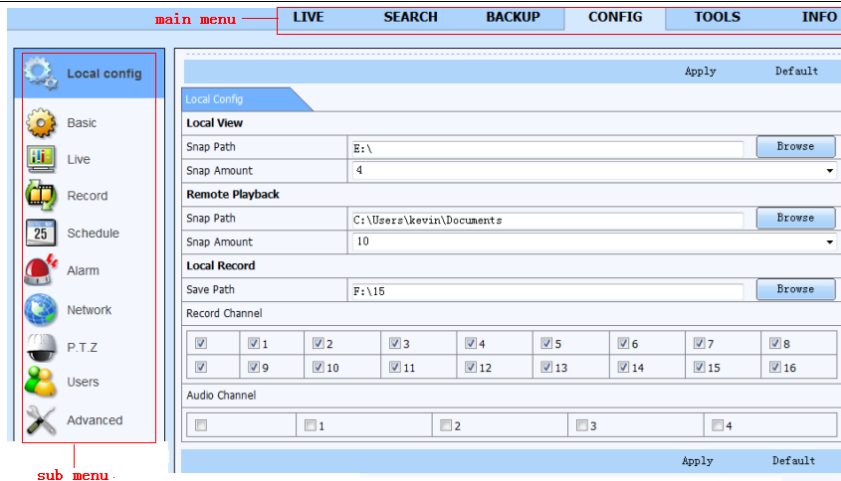 main menu LIVE SEARCH BACKUP CONFIG TOOLS INFO
Local config
Basic
Live
Record
Schedule
25
Alarm
Network
P.T.Z
Users
Advanced
sub menu.
Apply Default
Local Config
Local View
Snap Path E:\ Browse
Snap Amount 4
Remote Playback
Snap Path C:\Users\kevin\Documents Browse
Snap Amount 10
Local Record
Save Path F:\15 Browse
Record Channel
1 2 3 4 5 6 7 8
9 10 11 12 13 14 15 16
Audio Channel
1 2 3 4
Apply Default